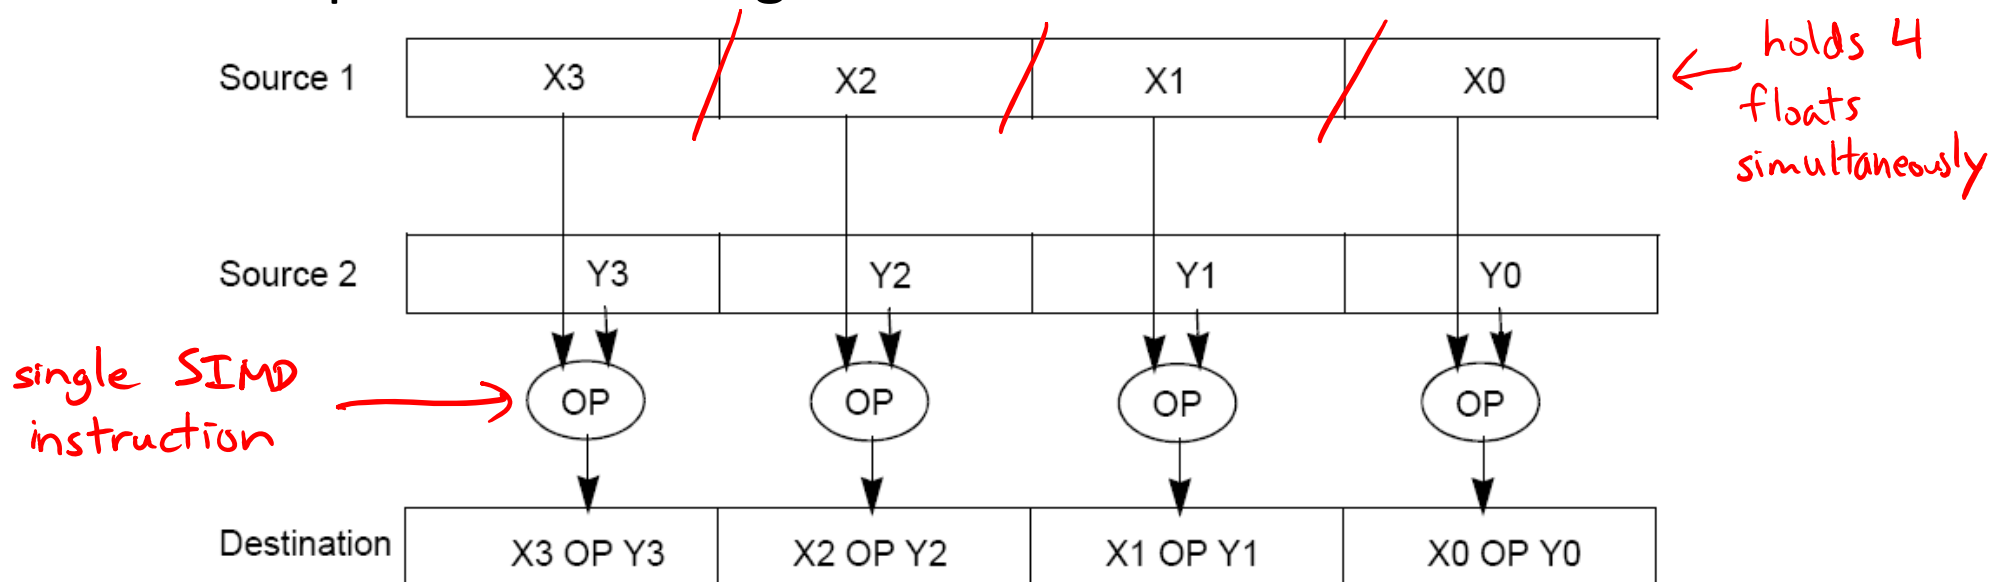 Source 1 X3 X2 X1 X0
holds 4
floats
simultaneously
Source 2 Y3 Y2 Y1 Y0
single SIMD
instruction
OP OP OP OP
Destination X3 OP Y3 X2 OP Y2 X1 OP Y1 X0 OP Y0